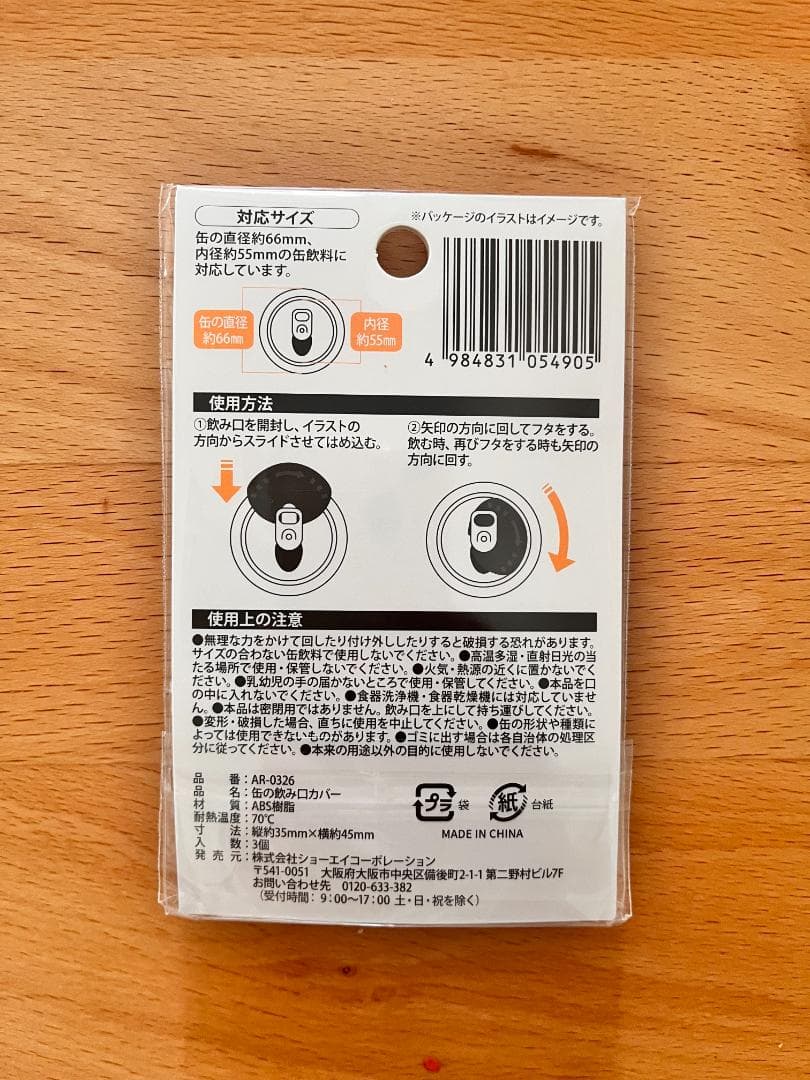 対応サイズ
缶の直径約66mm、
内径約55mmの缶飲料に
対応しています。
缶の直径
約66mm
内径
約55mm
※パッケージのイラストはイメージです。
4 984831 054905
使用方法
①飲み口を開封し、イラストの
方向からスライドさせてはめ込む。
②矢印の方向に回してフタをする。
飲む時、再びフタをする時も矢印の
方向に回す。
使用上の注意
●無理な力をかけて回したり付け外ししたりすると破損する恐れがあります。
サイズの合わない缶飲料で使用しないでください。●高温多湿・直射日光の当
たる場所で使用・保管しないでください。●火気・熱源の近くに置かないでくだ
さい。●乳幼児の手の届かないところで使用・保管してください。●本品を口
の中に入れないでください。●食器洗浄機・食器乾燥機には対応していませ
ん。●本品は密閉用ではありません。飲み口を上にして持ち運びしてください。
●変形・破損した場合、直ちに使用を中止してください。●缶の形状や種類に
よっては使用できないものがあります。●ゴミに出す場合は各自治体の処理区
分に従ってください。●本来の用途以外の目的に使用しないでください。
品番：AR-0326
品名：缶の飲み口カバー
材質：ABS樹脂
耐熱温度：70℃
寸法：縦約35mm×横約45mm
入数：3個
発売元：株式会社ショーエイコーポレーション
〒541-0051 大阪府大阪市中央区備後町2-1-1 第二野村ビル7F
お問い合わせ先 0120-633-382
（受付時間：9：00～17：00 土・日・祝を除く）
プラ 袋
紙 台紙
MADE IN CHINA